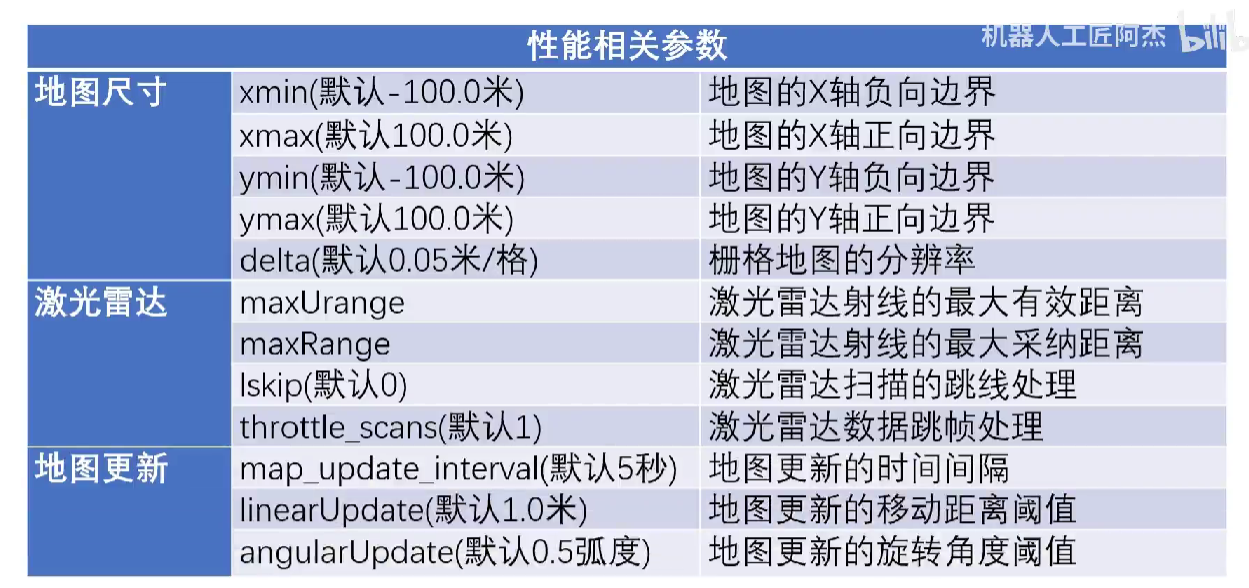 机器人工匠阿杰 bilib
性能相关参数
地图尺寸 xmin(默认-100.0米) 地图的X轴负向边界
xmax(默认100.0米) 地图的X轴正向边界
ymin(默认-100.0米) 地图的Y轴负向边界
ymax(默认100.0米) 地图的Y轴正向边界
delta(默认0.05米/格) 栅格地图的分辨率
激光雷达 maxUrange 激光雷达射线的最大有效距离
maxRange 激光雷达射线的最大采纳距离
lskip(默认0) 激光雷达扫描的跳线处理
throttle_scans(默认1) 激光雷达数据跳帧处理
地图更新 map_update_interval(默认5秒) 地图更新的时间间隔
linearUpdate(默认1.0米) 地图更新的移动距离阈值
angularUpdate(默认0.5弧度) 地图更新的旋转角度阈值